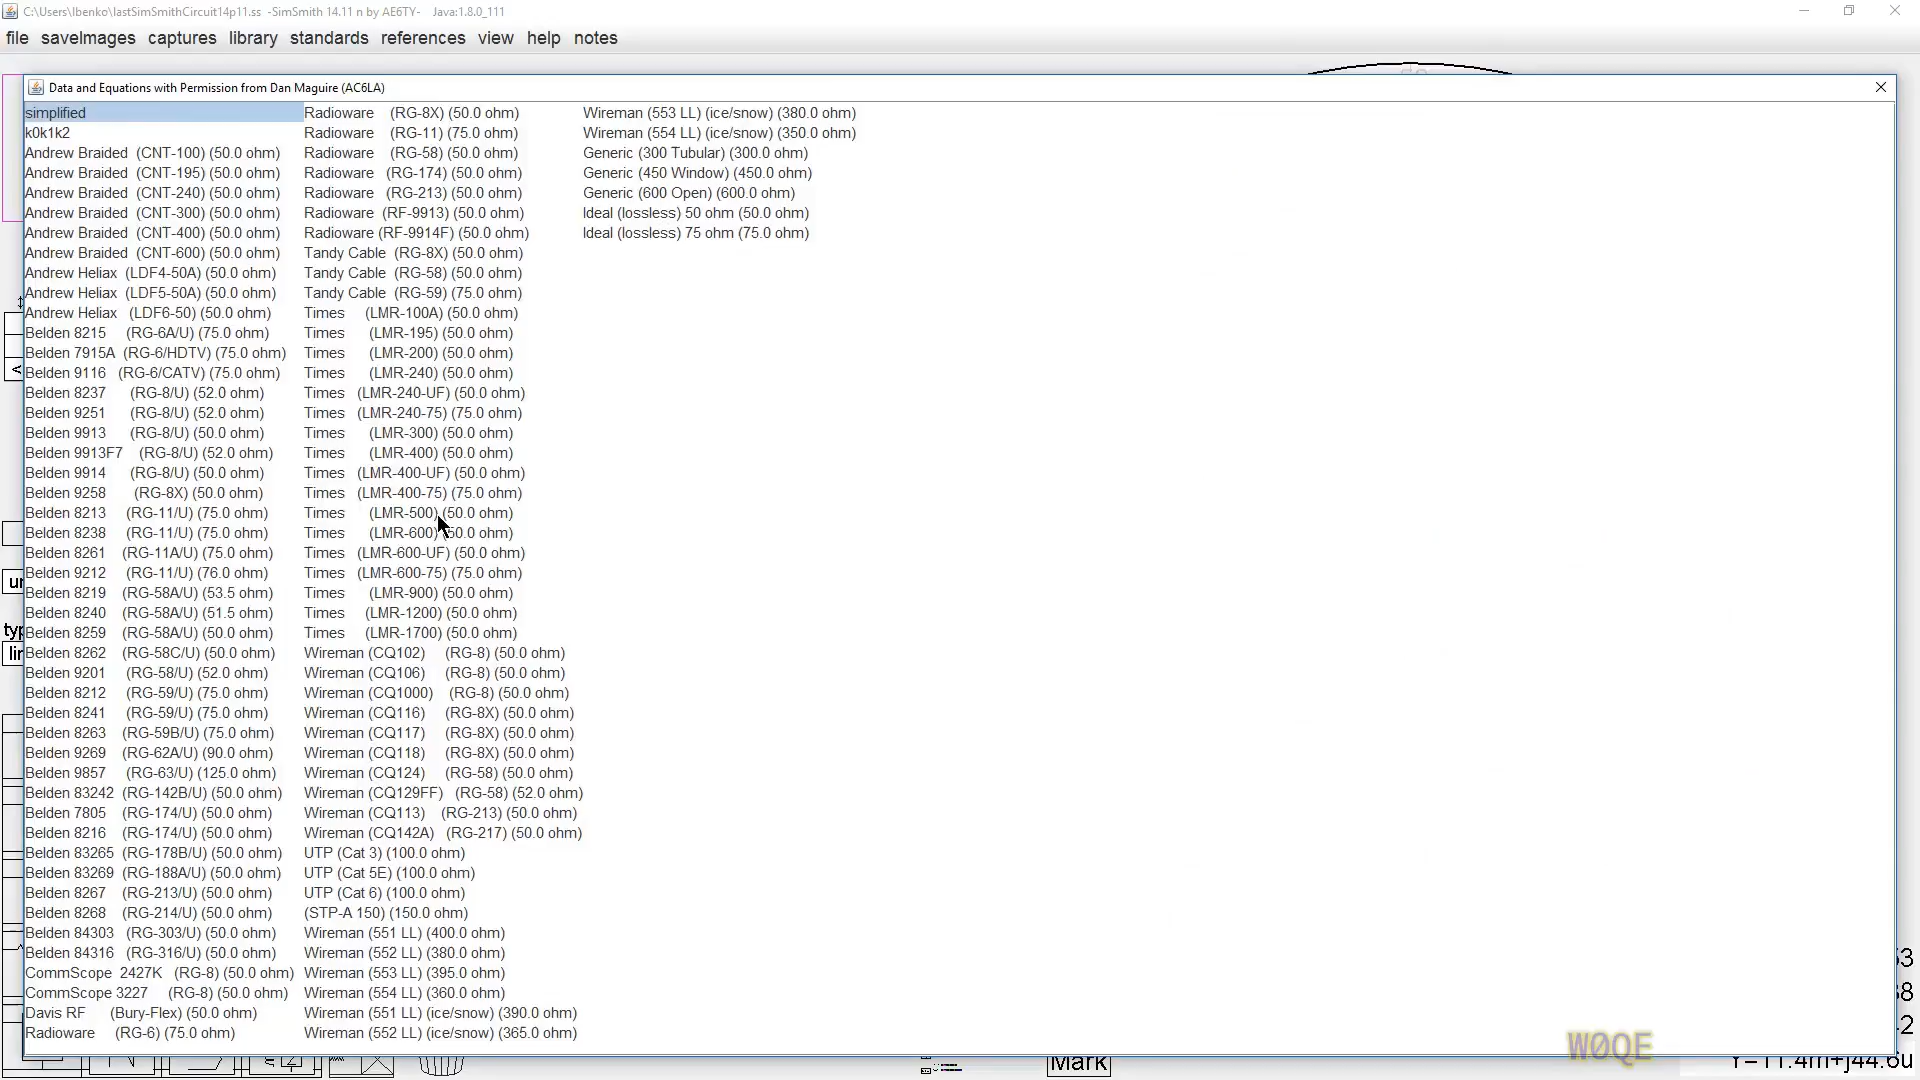 C:\Users\lbenko\lastSimSmithCircuit14p11.ss -SimSmith 14.11 n by AE6TY- Java:1.8.0_111
file saveImages captures library standards references view help notes
Data and Equations with Permission from Dan Maguire (AC6LA)
simplified
k0k1k2
Andrew Braided (CNT-100) (50.0 ohm)
Andrew Braided (CNT-195) (50.0 ohm)
Andrew Braided (CNT-240) (50.0 ohm)
Andrew Braided (CNT-300) (50.0 ohm)
Andrew Braided (CNT-400) (50.0 ohm)
Andrew Braided (CNT-600) (50.0 ohm)
Andrew Heliax (LDF4-50A) (50.0 ohm)
Andrew Heliax (LDF5-50A) (50.0 ohm)
Andrew Heliax (LDF6-50) (50.0 ohm)
Belden 8215 (RG-6A/U) (75.0 ohm)
Belden 7915A (RG-6/HDTV) (75.0 ohm)
Belden 9116 (RG-6/CATV) (75.0 ohm)
Belden 8237 (RG-8/U) (52.0 ohm)
Belden 9251 (RG-8/U) (52.0 ohm)
Belden 9913 (RG-8/U) (50.0 ohm)
Belden 9913F7 (RG-8/U) (52.0 ohm)
Belden 9914 (RG-8/U) (50.0 ohm)
Belden 9258 (RG-8X) (50.0 ohm)
Belden 8213 (RG-11/U) (75.0 ohm)
Belden 8238 (RG-11/U) (75.0 ohm)
Belden 8261 (RG-11A/U) (75.0 ohm)
Belden 9212 (RG-11/U) (76.0 ohm)
Belden 8219 (RG-58A/U) (53.5 ohm)
Belden 8240 (RG-58A/U) (51.5 ohm)
Belden 8259 (RG-58A/U) (50.0 ohm)
Belden 8262 (RG-58C/U) (50.0 ohm)
Belden 9201 (RG-58/U) (52.0 ohm)
Belden 8212 (RG-59/U) (75.0 ohm)
Belden 8241 (RG-59/U) (75.0 ohm)
Belden 8263 (RG-59B/U) (75.0 ohm)
Belden 9269 (RG-62A/U) (90.0 ohm)
Belden 9857 (RG-63/U) (125.0 ohm)
Belden 83242 (RG-142B/U) (50.0 ohm)
Belden 7805 (RG-174/U) (50.0 ohm)
Belden 8216 (RG-174/U) (50.0 ohm)
Belden 83265 (RG-178B/U) (50.0 ohm)
Belden 83269 (RG-188A/U) (50.0 ohm)
Belden 8267 (RG-213/U) (50.0 ohm)
Belden 8268 (RG-214/U) (50.0 ohm)
Belden 84303 (RG-303/U) (50.0 ohm)
Belden 84316 (RG-316/U) (50.0 ohm)
CommScope 2427K (RG-8) (50.0 ohm)
CommScope 3227 (RG-8) (50.0 ohm)
Davis RF (Bury-Flex) (50.0 ohm)
Radioware (RG-6) (75.0 ohm)
Radioware (RG-8X) (50.0 ohm)
Radioware (RG-11) (75.0 ohm)
Radioware (RG-58) (50.0 ohm)
Radioware (RG-174) (50.0 ohm)
Radioware (RG-213) (50.0 ohm)
Radioware (RF-9913) (50.0 ohm)
Radioware (RF-9914F) (50.0 ohm)
Tandy Cable (RG-8X) (50.0 ohm)
Tandy Cable (RG-58) (50.0 ohm)
Tandy Cable (RG-59) (75.0 ohm)
Times (LMR-100A) (50.0 ohm)
Times (LMR-195) (50.0 ohm)
Times (LMR-200) (50.0 ohm)
Times (LMR-240) (50.0 ohm)
Times (LMR-240-UF) (50.0 ohm)
Times (LMR-240-75) (75.0 ohm)
Times (LMR-300) (50.0 ohm)
Times (LMR-400) (50.0 ohm)
Times (LMR-400-UF) (50.0 ohm)
Times (LMR-400-75) (75.0 ohm)
Times (LMR-500) (50.0 ohm)
Times (LMR-600) (50.0 ohm)
Times (LMR-600-UF) (50.0 ohm)
Times (LMR-600-75) (75.0 ohm)
Times (LMR-900) (50.0 ohm)
Times (LMR-1200) (50.0 ohm)
Times (LMR-1700) (50.0 ohm)
Wireman (CQ102) (RG-8) (50.0 ohm)
Wireman (CQ106) (RG-8) (50.0 ohm)
Wireman (CQ1000) (RG-8) (50.0 ohm)
Wireman (CQ116) (RG-8X) (50.0 ohm)
Wireman (CQ117) (RG-8X) (50.0 ohm)
Wireman (CQ118) (RG-8X) (50.0 ohm)
Wireman (CQ124) (RG-58) (50.0 ohm)
Wireman (CQ129FF) (RG-58) (52.0 ohm)
Wireman (CQ113) (RG-213) (50.0 ohm)
Wireman (CQ142A) (RG-217) (50.0 ohm)
UTP (Cat 3) (100.0 ohm)
UTP (Cat 5E) (100.0 ohm)
UTP (Cat 6) (100.0 ohm)
(STP-A 150) (150.0 ohm)
Wireman (551 LL) (400.0 ohm)
Wireman (552 LL) (380.0 ohm)
Wireman (553 LL) (395.0 ohm)
Wireman (554 LL) (360.0 ohm)
Wireman (551 LL) (ice/snow) (390.0 ohm)
Wireman (552 LL) (ice/snow) (365.0 ohm)
Wireman (553 LL) (ice/snow) (380.0 ohm)
Wireman (554 LL) (ice/snow) (350.0 ohm)
Generic (300 Tubular) (300.0 ohm)
Generic (450 Window) (450.0 ohm)
Generic (600 Open) (600.0 ohm)
Ideal (lossless) 50 ohm (50.0 ohm)
Ideal (lossless) 75 ohm (75.0 ohm)
W0QE
Mark
Y=11.4m+j44.6u